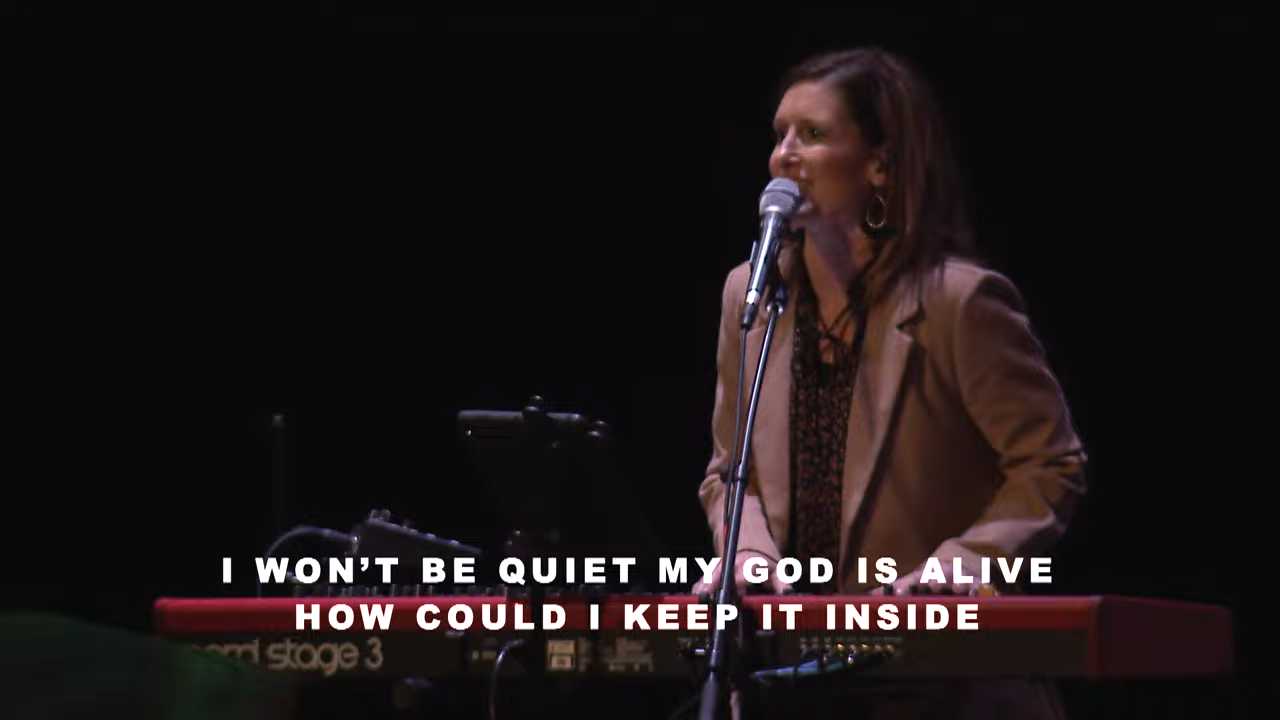 I WON'T BE QUIET MY GOD IS ALIVE
HOW COULD I KEEP IT INSIDE
stage 3